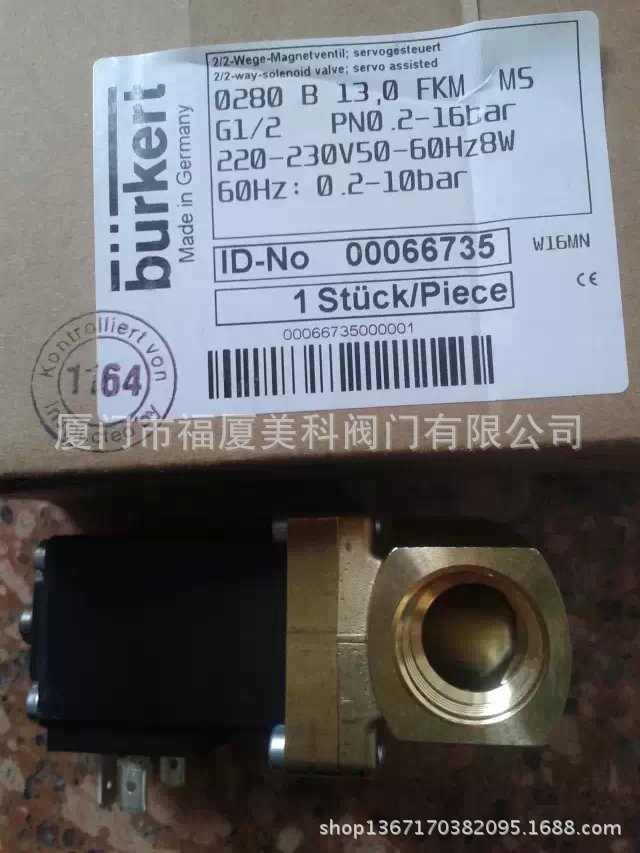 bürkert
Made in Germany
2/2-Wege-Magnetventil; servogesteuert
2/2-way-solenoid valve; servo assisted
0280 B 13,0 FKM MS
G1/2 PN0.2-16bar
220-230V50-60Hz8W
60Hz: 0.2-10bar
ID-No 00066735
W16MN
1 Stück/Piece
CE
00066735000001
Kontrolliert von
1164
厦门市福厦美科阀门有限公司
shop1367170382095.1688.com